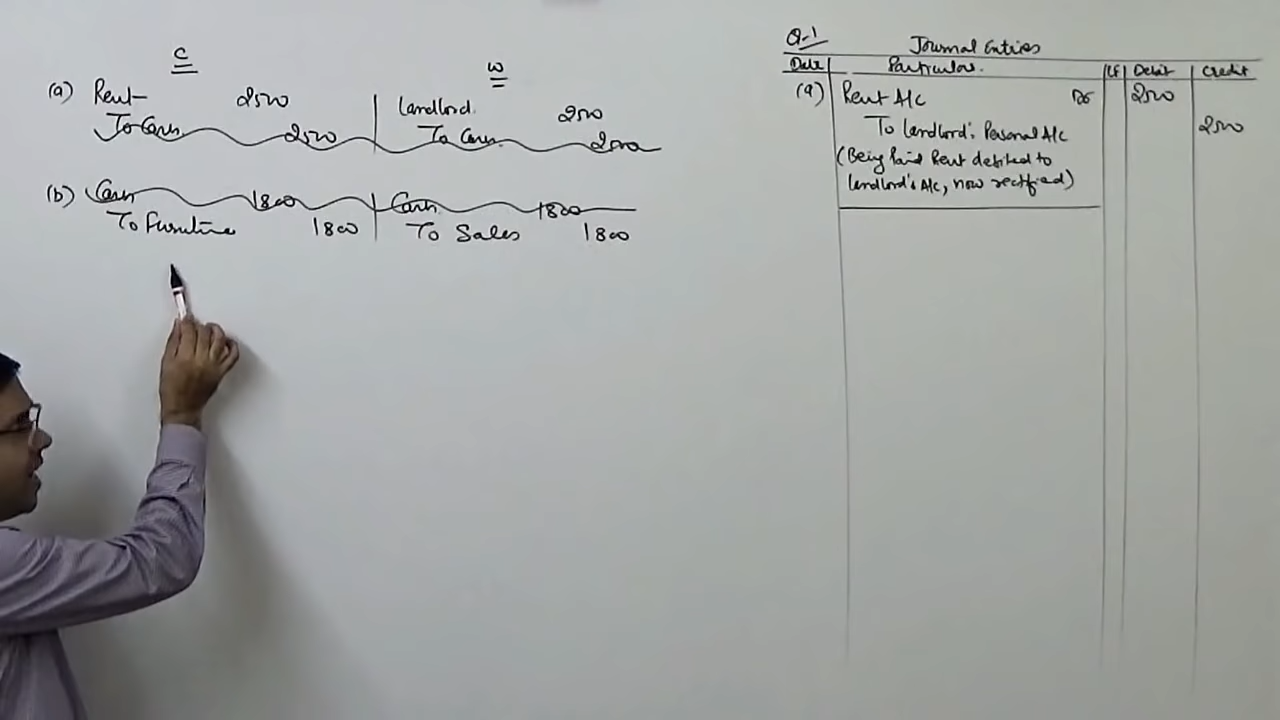 C
W
(a) Rent 2500
To Cash 2500
Landlord 2500
To Cash 2500
(b) Cash 1800
To Furniture 1800
Cash 1800
To Sales 1800
Q-1 Journal Entries
Date Particular. LF Debit Credit
(a) Rent A/c Dr 2500
To Landlord's Personal A/c 2500
(Being Paid Rent debited to
landlord's A/c, now rectified)